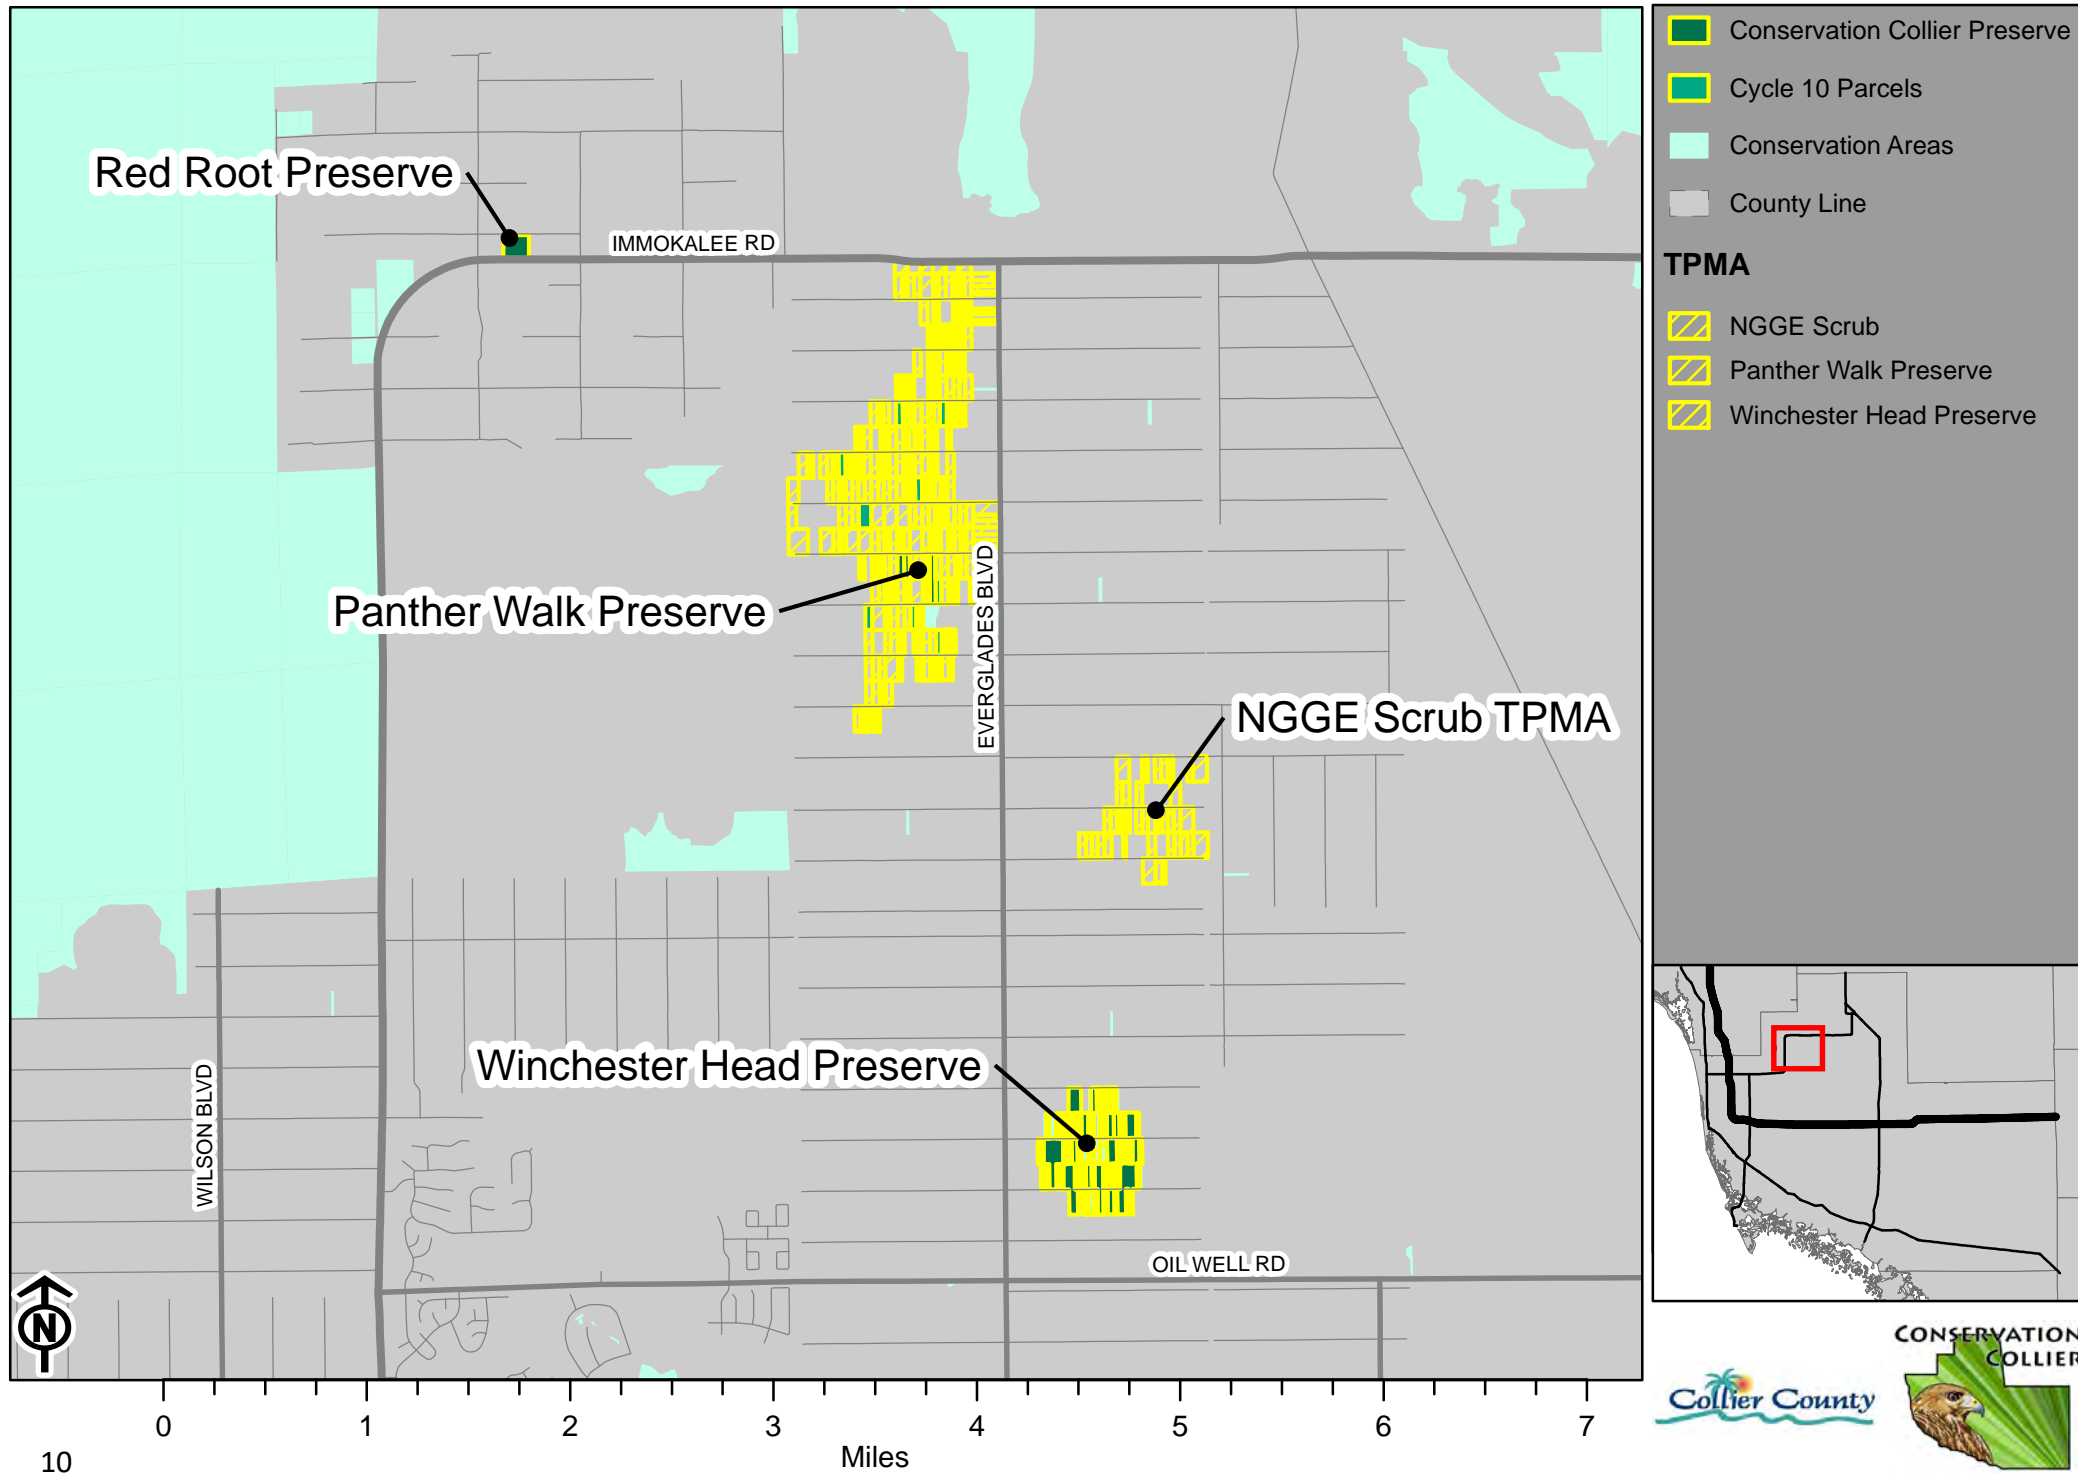 Conservation Collier Preserve
Cycle 10 Parcels
Conservation Areas
County Line
TPMA
NGGE Scrub
Panther Walk Preserve
Winchester Head Preserve
Red Root Preserve
IMMOKALEE RD
Panther Walk Preserve
EVERGLADES BLVD
NGGE Scrub TPMA
Winchester Head Preserve
WILSON BLVD
OIL WELL RD
N
0 1 2 3 4 5 6 7
Miles
10
Collier County
CONSERVATION
COLLIER